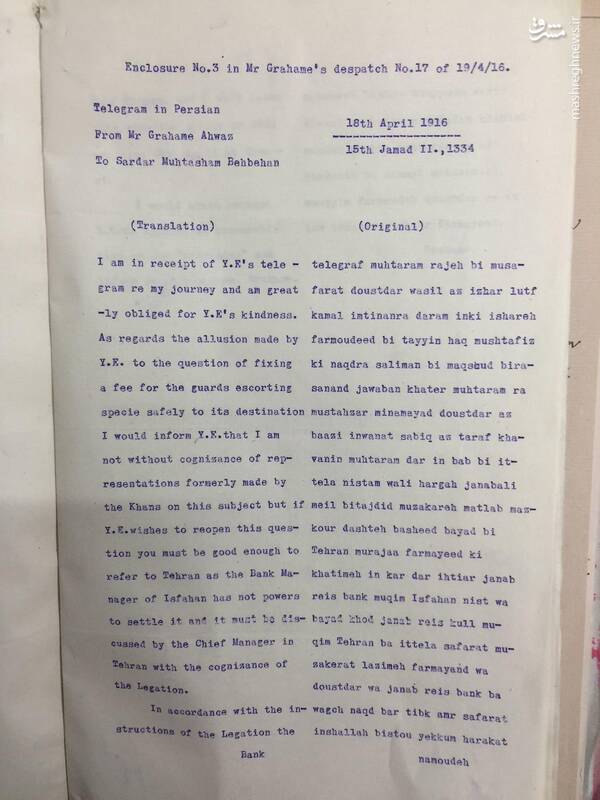 مشرق
mashreghnews.ir
Enclosure No.3 in Mr Grahame's despatch No.17 of 19/4/16.
Telegram in Persian
From Mr Grahame Ahwaz
To Sardar Muhtasham Behbehan
18th April 1916
15th Jamad II.,1334
(Translation)
I am in receipt of Y.E's tele -
gram re my journey and am great
-ly obliged for Y.E's kindness.
As regards the allusion made by
Y.E. to the question of fixing
a fee for the guards escorting
specie safely to its destination
I would inform Y.E.that I am
not without cognizance of rep-
resentations formerly made by
the Khans on this subject but if
Y.E.wishes to reopen this ques-
tion you must be good enough to
refer to Tehran as the Bank Ma-
nager of Isfahan has not powers
to settle it and it must be dis-
cussed by the Chief Manager in
Tehran with the cognizance of
the Legation.
In accordance with the in-
structions of the Legation the
Bank
(Original)
telegraf muhtaram rajeh bi musa-
farat doustdar wasil az izhar lutf
kamal imtinanra daram inki ishareh
farmoudeed bi tayyin haq mushtafiz
ki naqdra saliman bi maqsoud bira-
sanand jawaban khater muhtaram ra
mustahzar minamayad doustdar az
baazi inwanat sabiq az taraf kha-
vanin muhtaram dar in bab bi it-
tela nistam wali hargah janabali
meil bitajdid muzakareh matlab maz-
kour dashteh basheed bayad bi
Tehran murajaa farmayeed ki
khatimeh in kar dar ihtiar janab
reis bank muqim Isfahan nist wa
bayad khod janab reis kull mu-
qim Tehran ba ittela safarat mu-
zakerat lazimeh farmayand wa
doustdar wa janab reis bank ba
wagch naqd bar tibk amr safarat
inshallah bistou yekkum harakat
namoudeh